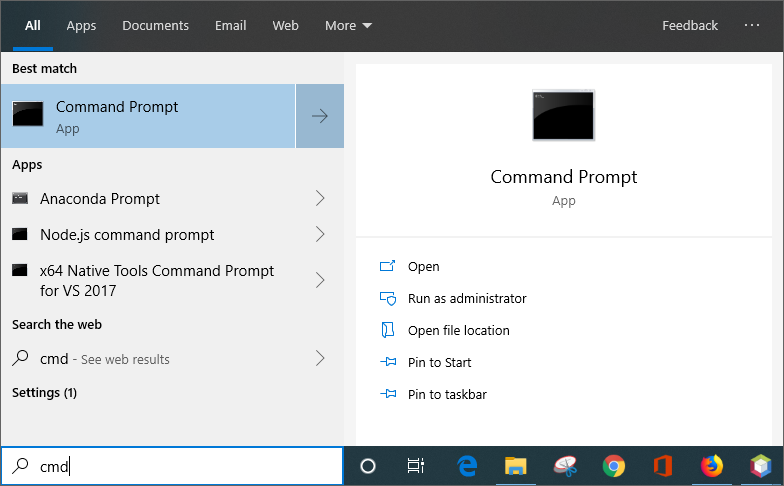 All Apps Documents Email Web More Feedback ...
Best match
Command Prompt
App
Apps
Anaconda Prompt
Node.js command prompt
x64 Native Tools Command Prompt
for VS 2017
Search the web
cmd - See web results
Settings (1)
cmd
Command Prompt
App
Open
Run as administrator
Open file location
Pin to Start
Pin to taskbar